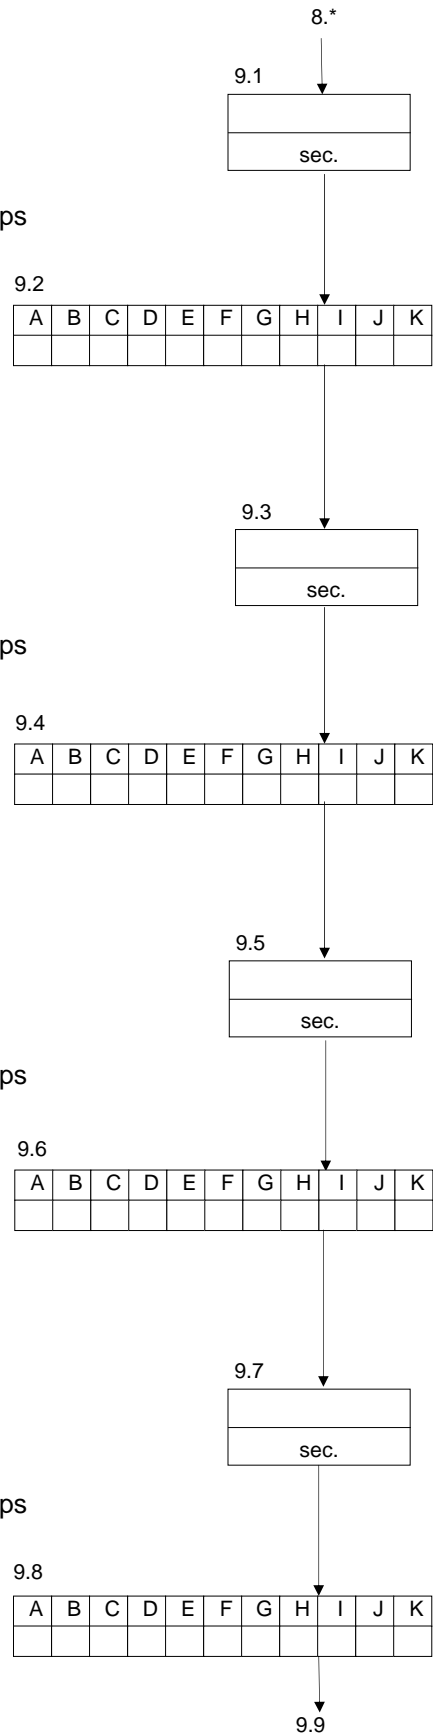 8.*
9.1
sec.
ps
9.2
A B C D E F G H I J K
9.3
sec.
ps
9.4
A B C D E F G H I J K
9.5
sec.
ps
9.6
A B C D E F G H I J K
9.7
sec.
ps
9.8
A B C D E F G H I J K
9.9